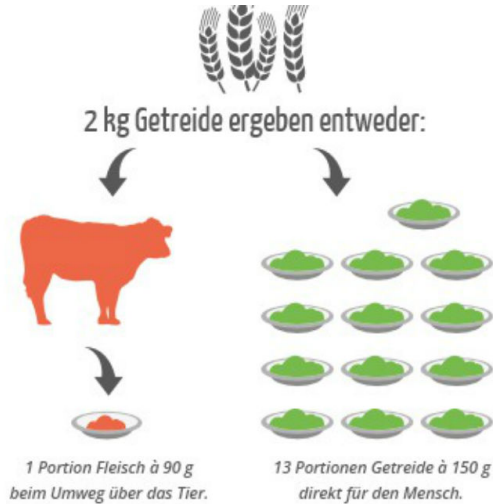 2 kg Getreide ergeben entweder:
1 Portion Fleisch à 90 g
beim Umweg über das Tier.
13 Portionen Getreide à 150 g
direkt für den Mensch.